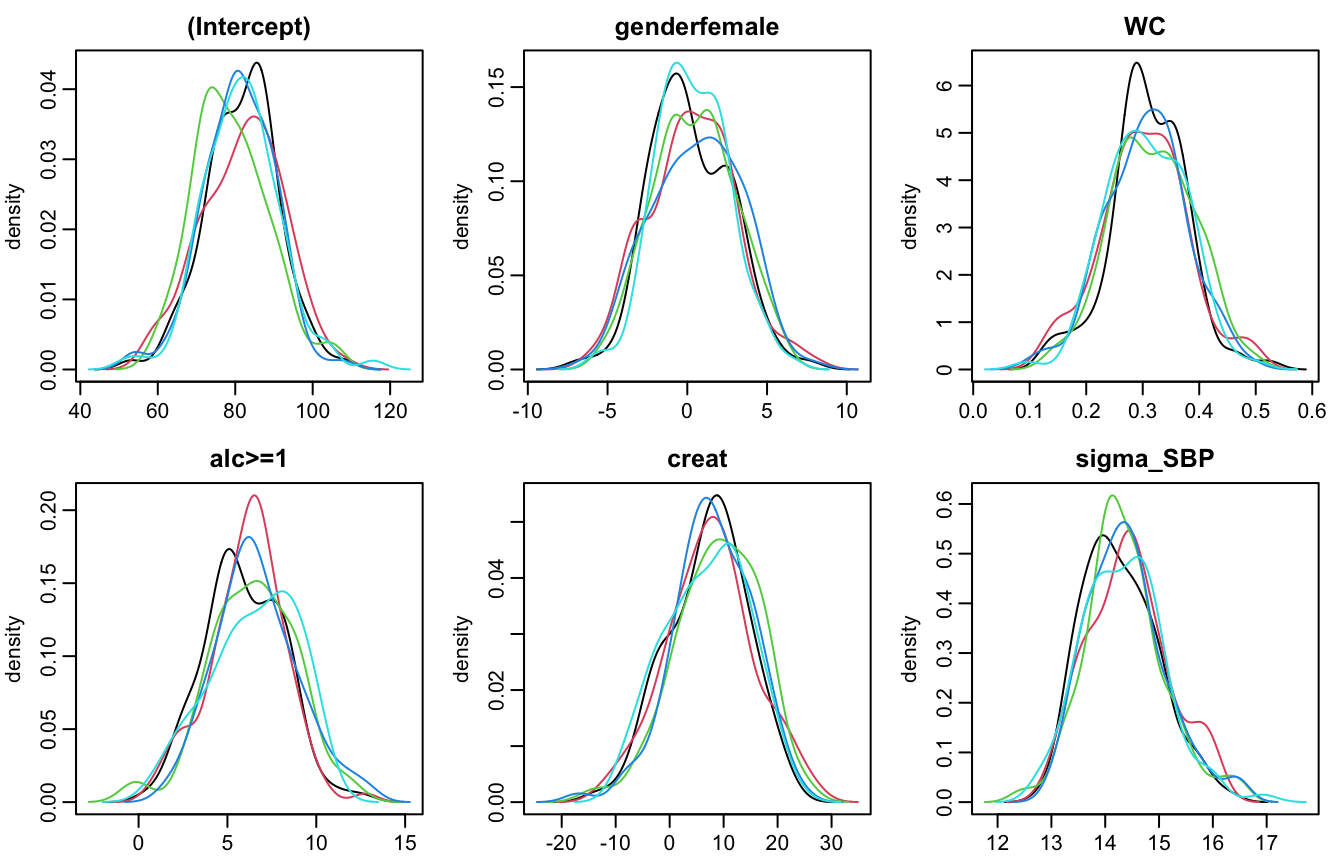 (Intercept)
density
0.00 0.01 0.02 0.03 0.04
40 60 80 100 120
genderfemale
density
0.00 0.05 0.10 0.15
-10 -5 0 5 10
WC
density
0 1 2 3 4 5 6
0.0 0.1 0.2 0.3 0.4 0.5 0.6
alc>=1
density
0.00 0.05 0.10 0.15 0.20
0 5 10 15
creat
density
0.00 0.02 0.04
-20 -10 0 10 20 30
sigma_SBP
density
0.0 0.1 0.2 0.3 0.4 0.5 0.6
12 13 14 15 16 17